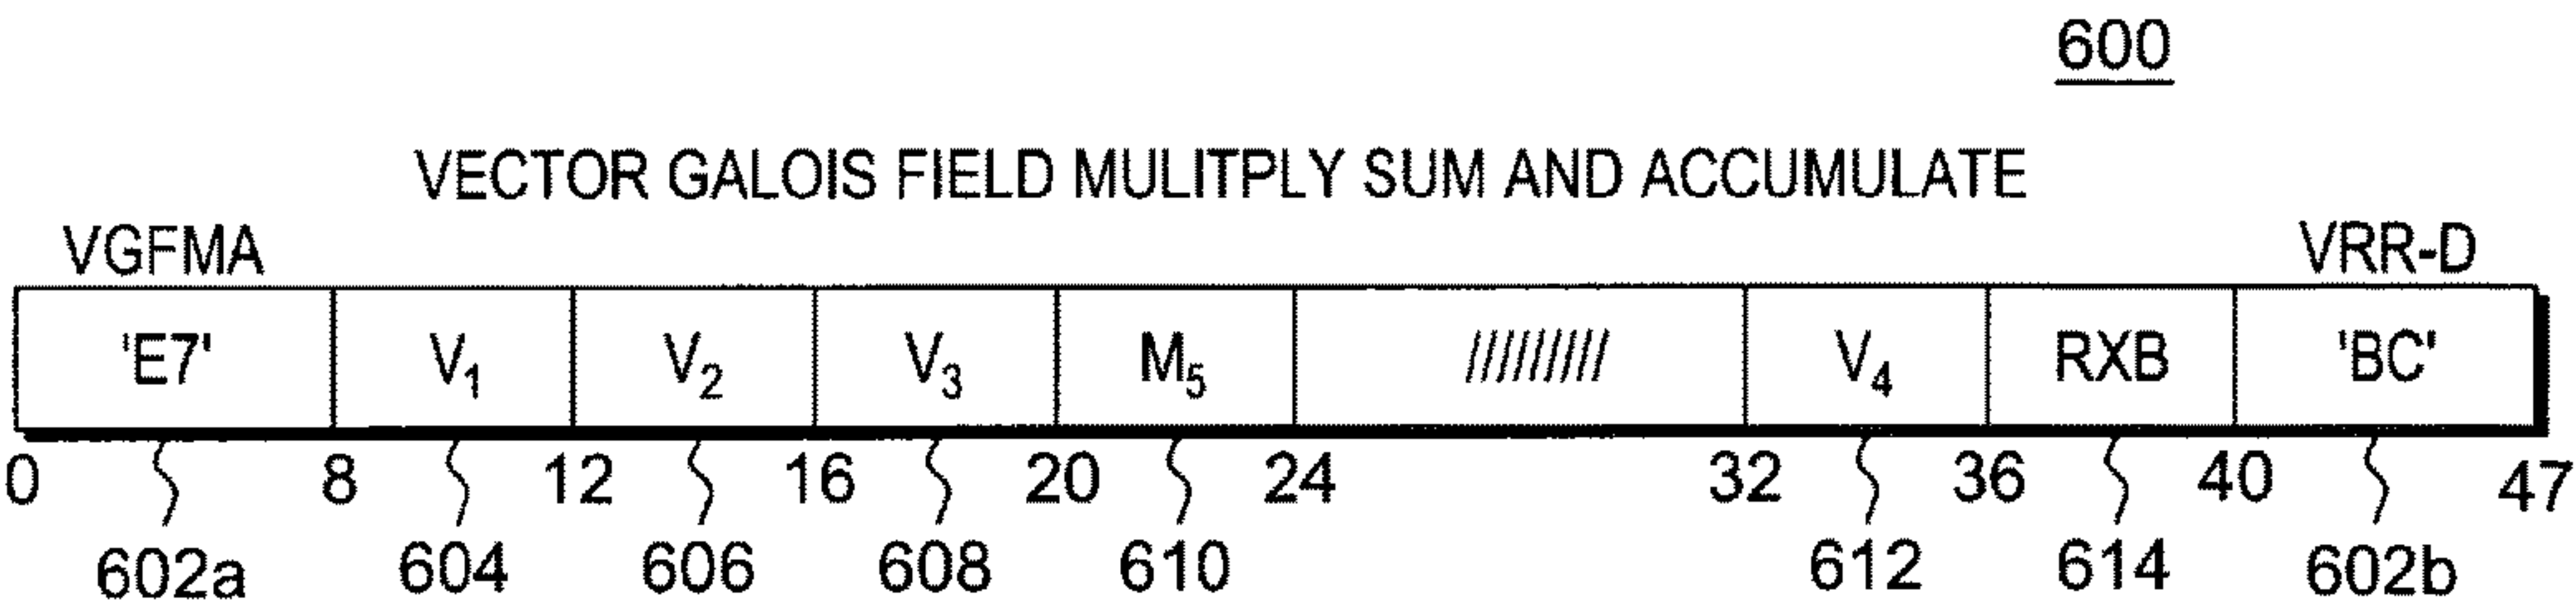 600
VECTOR GALOIS FIELD MULITPLY SUM AND ACCUMULATE
VGFMA VRR-D
'E7' V1 V2 V3 M5 ///////// V4 RXB 'BC'
0 8 12 16 20 24 32 36 40 47
602a 604 606 608 610 612 614 602b